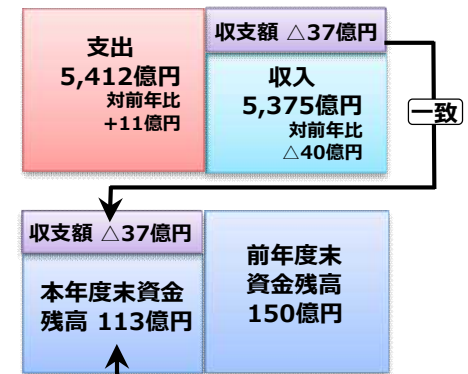 支出
5,412億円
対前年比
+11億円
収支額 △37億円
収入
5,375億円
対前年比
△40億円
一致
収支額 △37億円
本年度末資金
残高 113億円
前年度末
資金残高
150億円